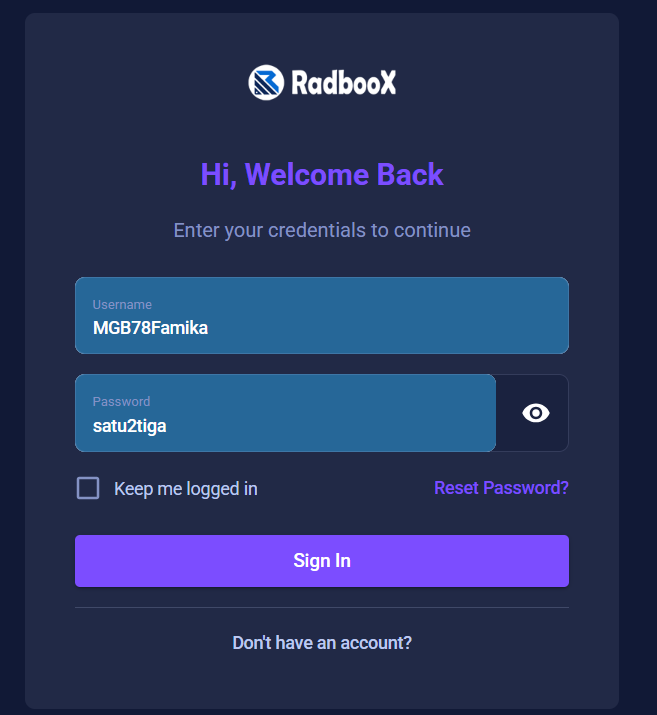 RadbooX
Hi, Welcome Back
Enter your credentials to continue
Username
MGB78Famika
Password
satu2tiga
Keep me logged in
Reset Password?
Sign In
Don't have an account?